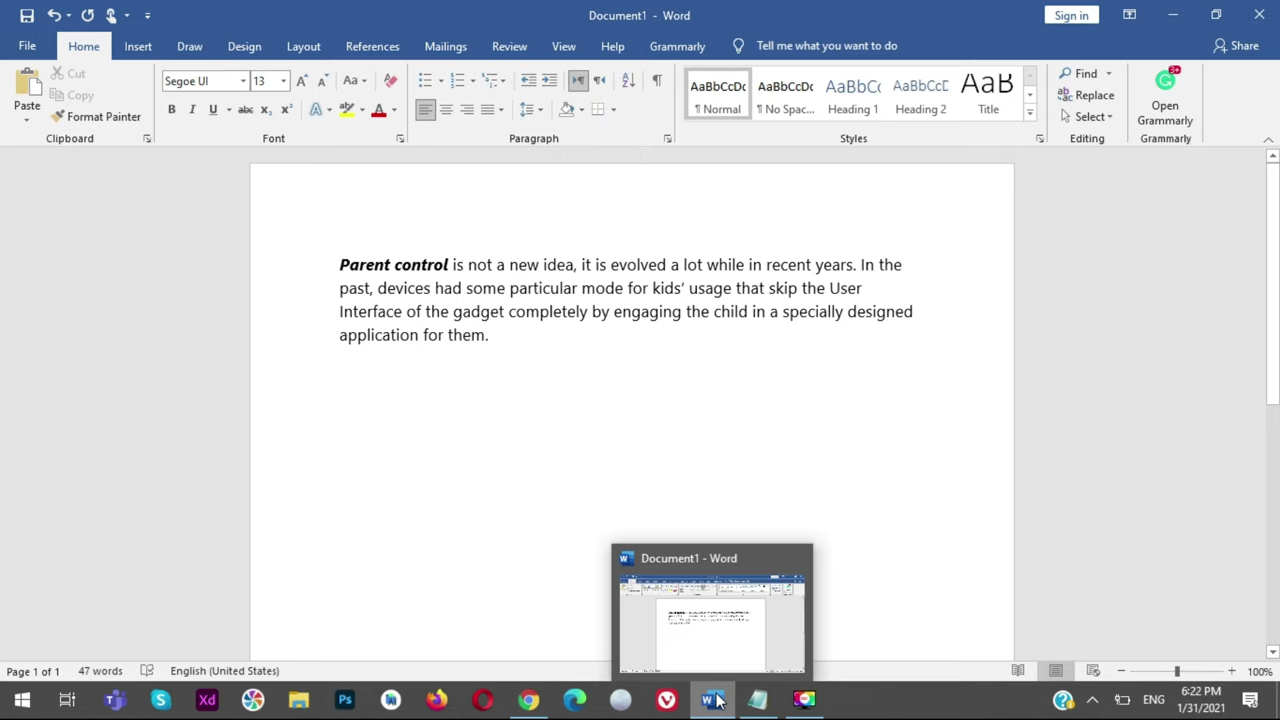 Document1 - Word
Sign in
File Home Insert Draw Design Layout References Mailings Review View Help Grammarly Tell me what you want to do Share
Paste
Cut
Copy
Format Painter
Clipboard
Segoe UI 13
Font
Paragraph
AaBbCcDc AaBbCcDc AaBbCc AaBbCcD AaB
¶ Normal ¶ No Spac... Heading 1 Heading 2 Title
Styles
Find
Replace
Select
Editing
3+
Open
Grammarly
Grammarly
Parent control is not a new idea, it is evolved a lot while in recent years. In the
past, devices had some particular mode for kids’ usage that skip the User
Interface of the gadget completely by engaging the child in a specially designed
application for them.
Document1 - Word
Page 1 of 1 47 words English (United States) 100%
ENG
6:22 PM
1/31/2021